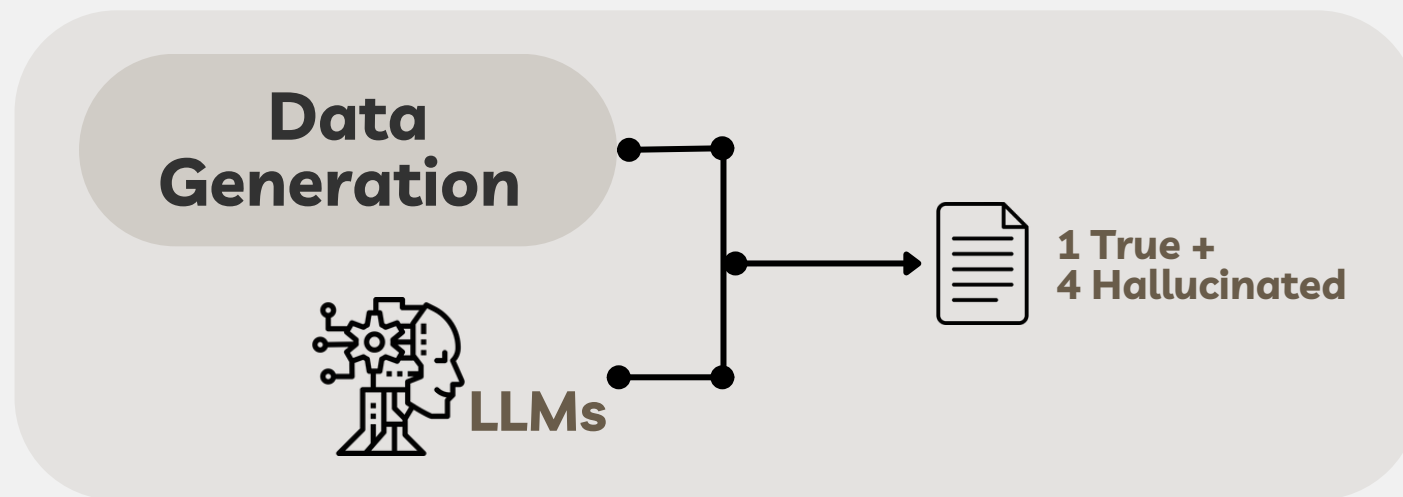 Data
Generation
LLMs
1 True +
4 Hallucinated